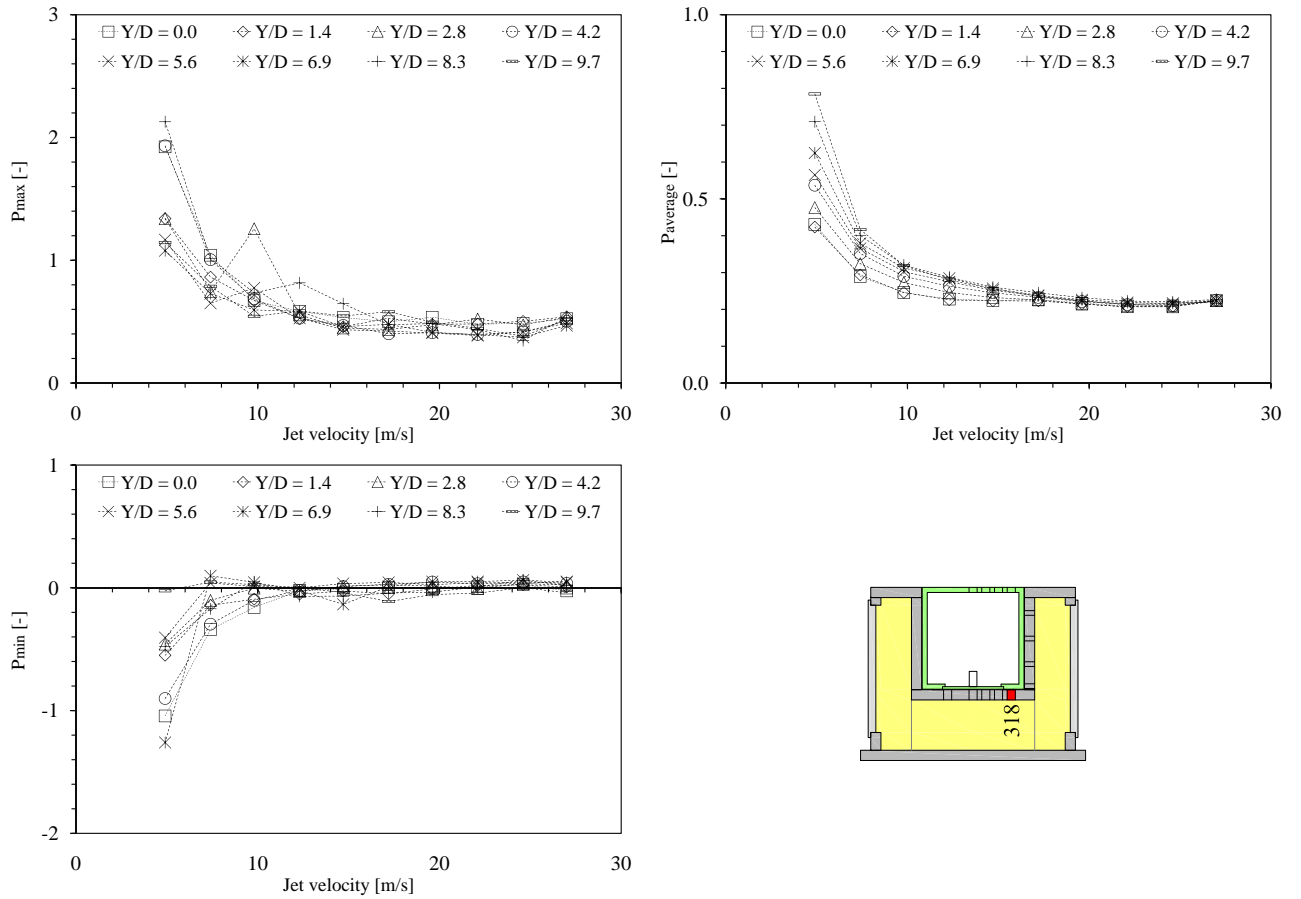 3
2
1
0
Pmax [-]
Y/D = 0.0 Y/D = 1.4 Y/D = 2.8 Y/D = 4.2
Y/D = 5.6 Y/D = 6.9 Y/D = 8.3 Y/D = 9.7
0 10 20 30
Jet velocity [m/s]
1.0
0.5
0.0
Paverage [-]
Y/D = 0.0 Y/D = 1.4 Y/D = 2.8 Y/D = 4.2
Y/D = 5.6 Y/D = 6.9 Y/D = 8.3 Y/D = 9.7
0 10 20 30
Jet velocity [m/s]
1
0
-1
-2
Pmin [-]
Y/D = 0.0 Y/D = 1.4 Y/D = 2.8 Y/D = 4.2
Y/D = 5.6 Y/D = 6.9 Y/D = 8.3 Y/D = 9.7
0 10 20 30
Jet velocity [m/s]
318